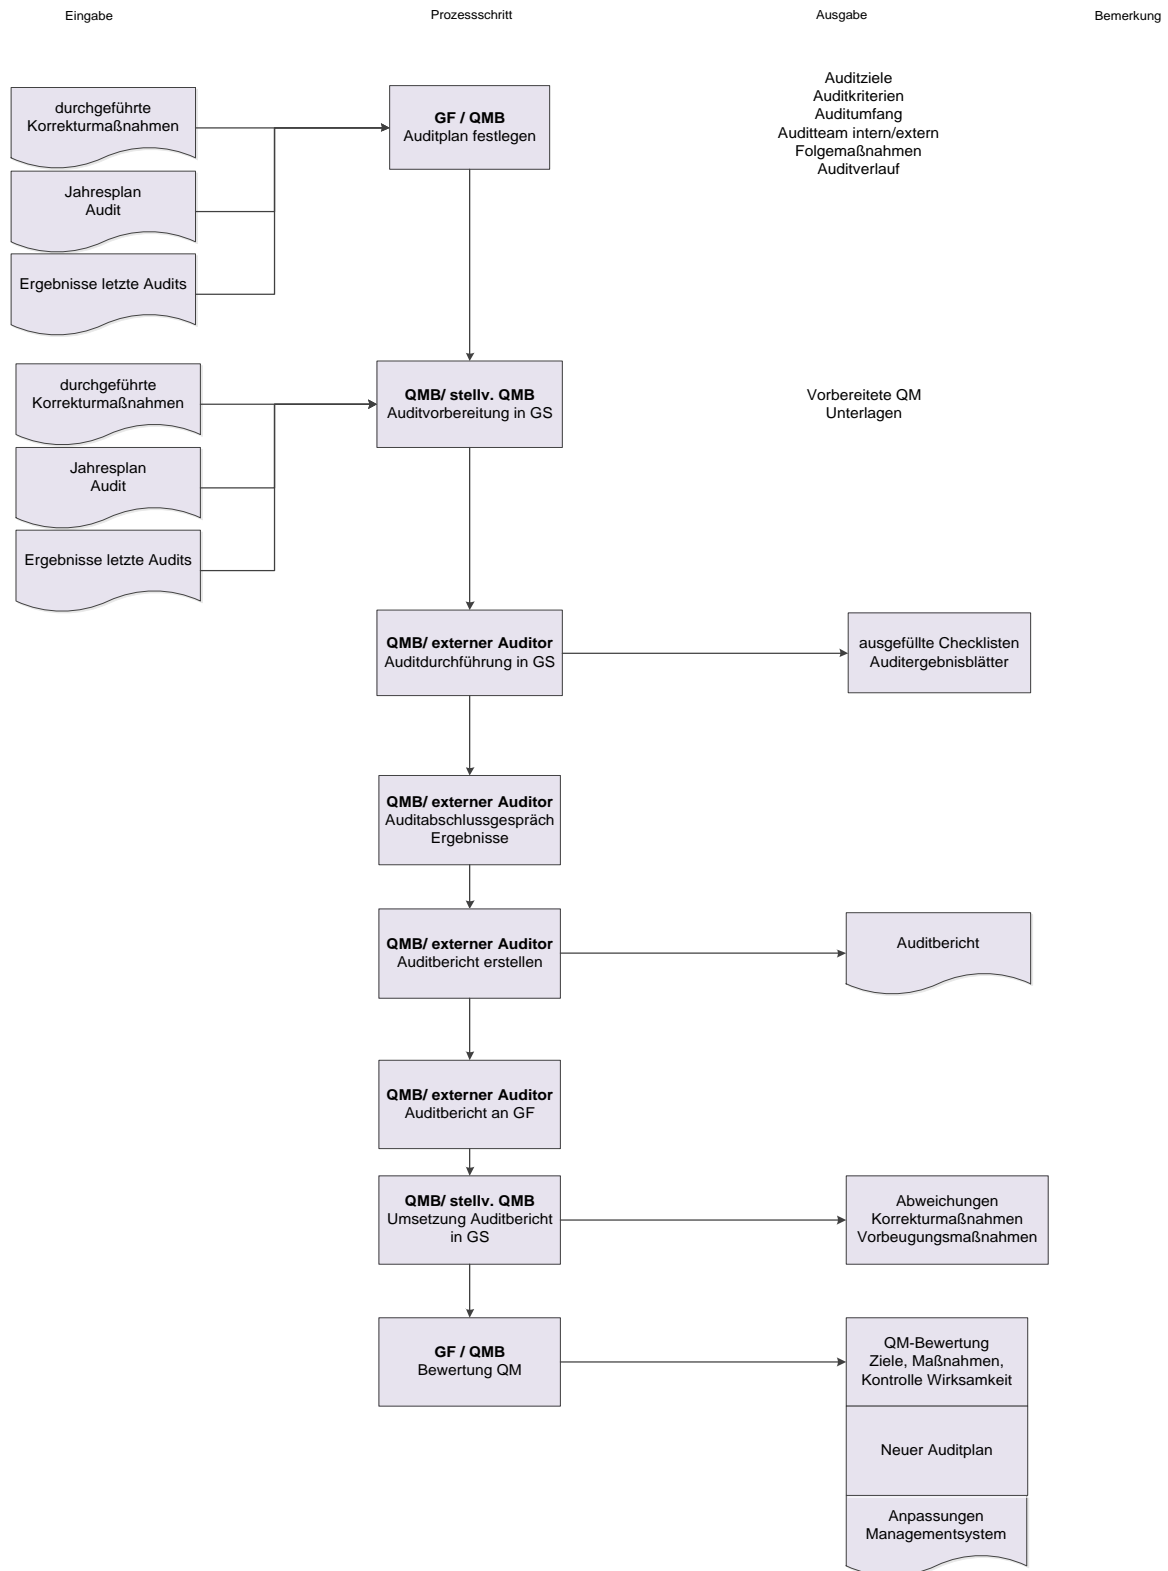 Eingabe
Prozessschritt
Ausgabe
Bemerkung
durchgeführte
Korrekturmaßnahmen
GF / QMB
Auditplan festlegen
Auditziele
Auditkriterien
Auditumfang
Auditteam intern/extern
Folgemaßnahmen
Auditverlauf
Jahresplan
Audit
Ergebnisse letzte Audits
durchgeführte
Korrekturmaßnahmen
QMB/ stellv. QMB
Auditvorbereitung in GS
Vorbereitete QM
Unterlagen
Jahresplan
Audit
Ergebnisse letzte Audits
QMB/ externer Auditor
Auditdurchführung in GS
ausgefüllte Checklisten
Auditergebnisblätter
QMB/ externer Auditor
Auditabschlussgespräch
Ergebnisse
QMB/ externer Auditor
Auditbericht erstellen
Auditbericht
QMB/ externer Auditor
Auditbericht an GF
QMB/ stellv. QMB
Umsetzung Auditbericht
in GS
Abweichungen
Korrekturmaßnahmen
Vorbeugungsmaßnahmen
GF / QMB
Bewertung QM
QM-Bewertung
Ziele, Maßnahmen,
Kontrolle Wirksamkeit
Neuer Auditplan
Anpassungen
Managementsystem